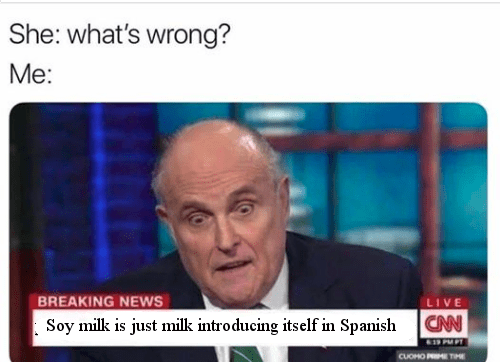 She: what's wrong?
Me:
BREAKING NEWS
LIVE
Soy milk is just milk introducing itself in Spanish
CNN
6:19 PM PT
CUOMO PRIME TIME